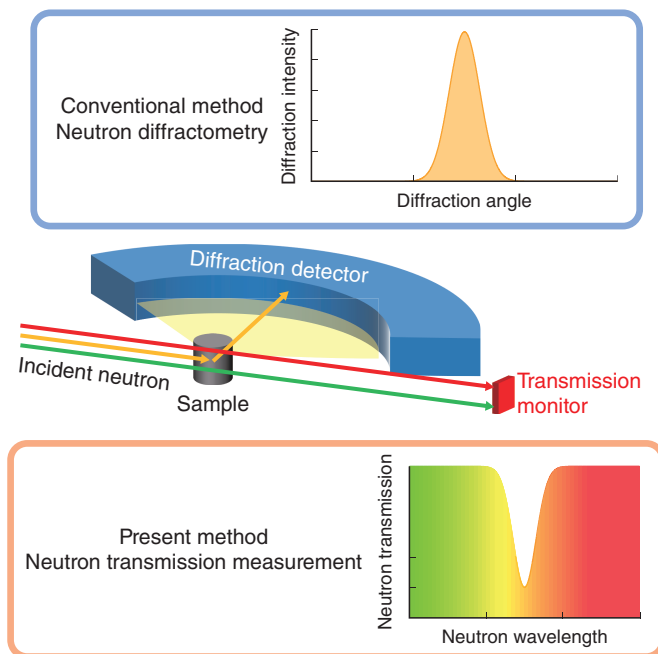 Conventional method
Neutron diffractometry
Diffraction intensity
Diffraction angle
Diffraction detector
Incident neutron
Sample
Transmission
monitor
Present method
Neutron transmission measurement
Neutron transmission
Neutron wavelength